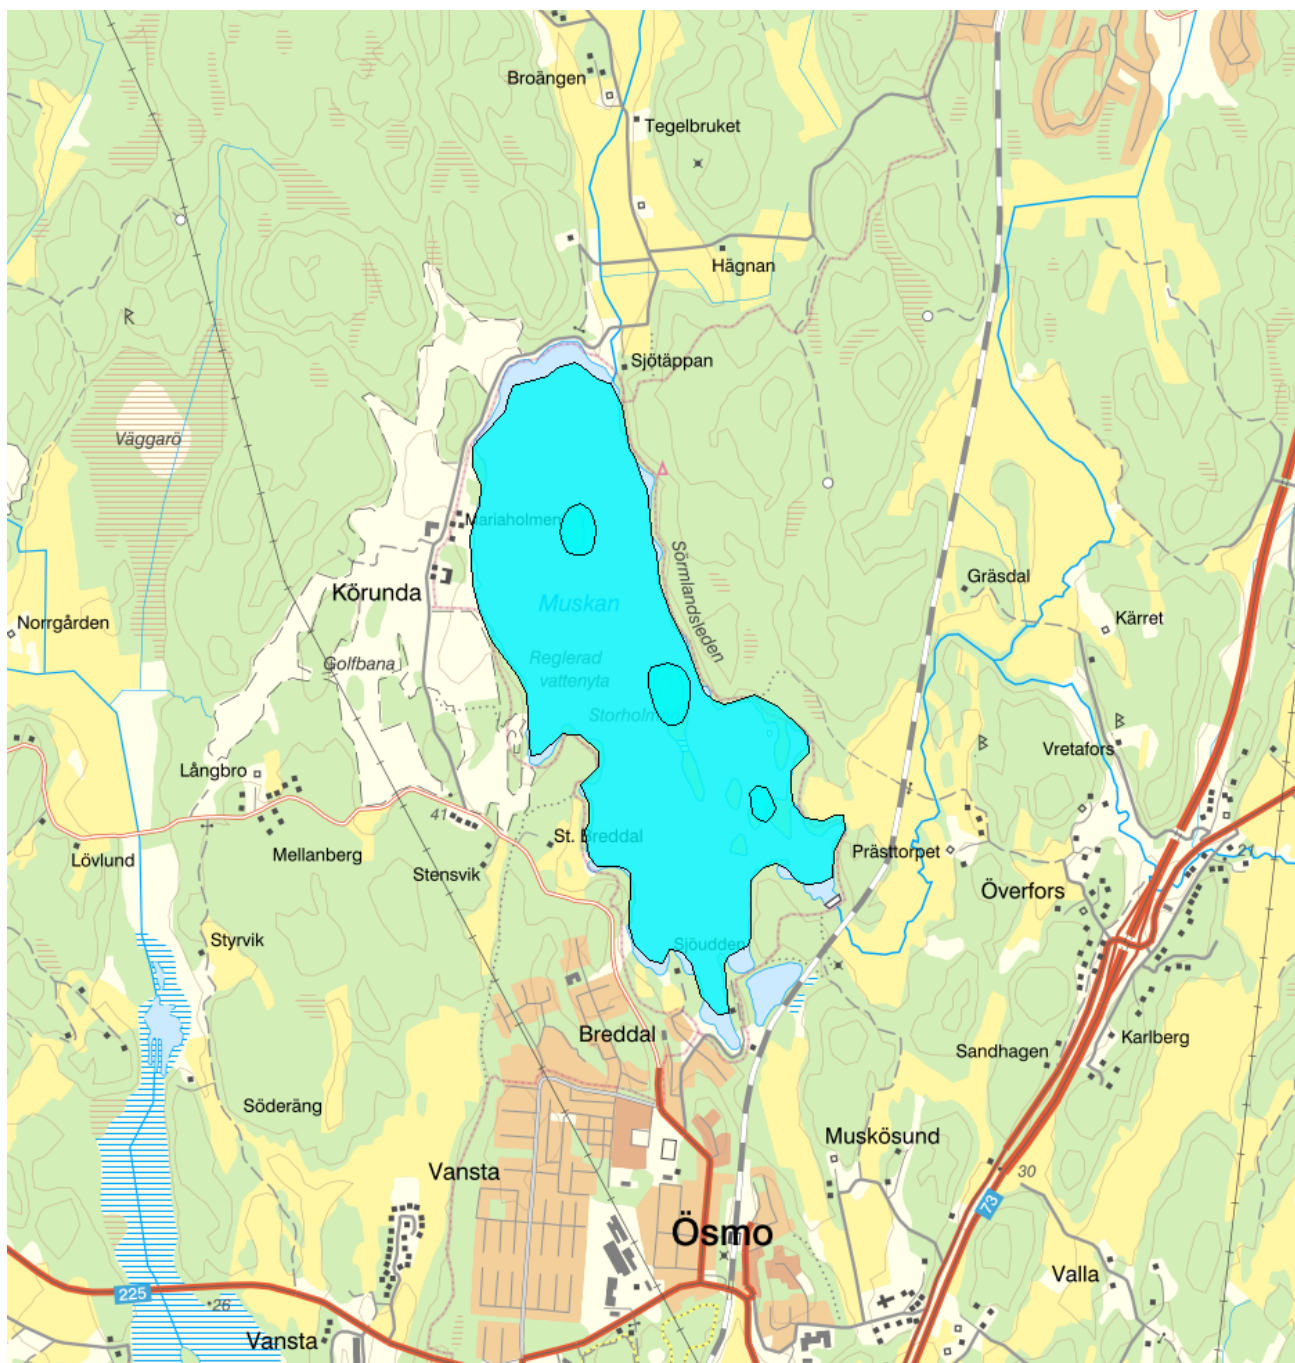 Broängen
Tegelbruket
Hägnan
Sjötäppan
Väggarö
Mariaholmen
Sörmlandsleden
Gräsdal
Körunda
Muskan
Kärret
Norrgården
Reglerad
vattenyta
Golfbana
Storholmen
Vretafors
Långbro
41
St. Breddal
Lövlund
Mellanberg
Stensvik
Prästtorpet
21
Överfors
Styrvik
Sjöudden
Breddal
Sandhagen
Karlberg
Söderäng
Muskösund
Vansta
30
73
Ösmo
Valla
225
26
Vansta